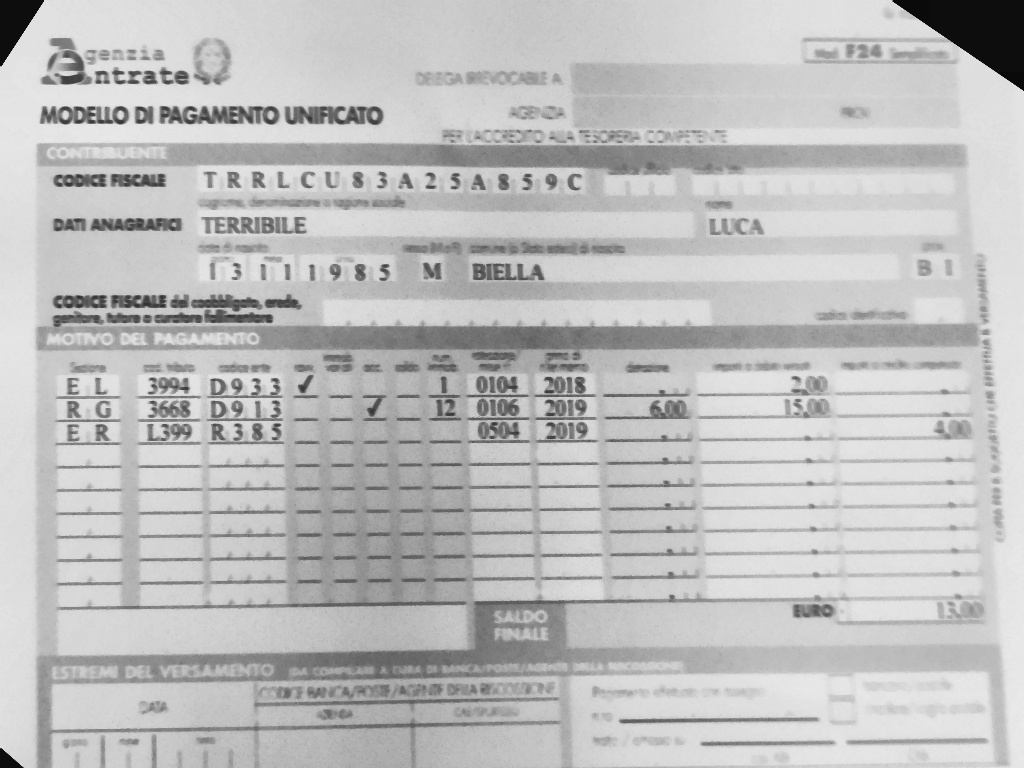 Agenzia
Entrate
Mod. F24 Semplificato
DELEGA IRREVOCABILE A
MODELLO DI PAGAMENTO UNIFICATO
AGENZIA PROV.
PER L'ACCREDITO ALLA TESORERIA COMPETENTE
CONTRIBUENTE
CODICE FISCALE T R R L C U 8 3 A 2 5 A 8 5 9 C
cognome, denominazione o ragione sociale nome
DATI ANAGRAFICI TERRIBILE LUCA
data di nascita sesso (M o F) comune (o Stato estero) di nascita prov.
1 3 1 1 1 9 8 5 M BIELLA B I
CODICE FISCALE del coobbligato, erede,
genitore, tutore o curatore fallimentare codice identificativo
MOTIVO DEL PAGAMENTO
Sezione cod. tributo codice ente ravv. immob. variati acc. saldo num. immob. rateazione/mese rif. anno di riferimento detrazione importi a debito versati importi a credito compensati
E L 3994 D 9 3 3 ✓ 1 0104 2018 2,00
R G 3668 D 9 1 3 ✓ 12 0106 2019 6,00 15,00
E R L399 R 3 8 5 0504 2019 4,00
SALDO
FINALE
EURO 13,00
ESTREMI DEL VERSAMENTO (DA COMPILARE A CURA DI BANCA/POSTE/AGENTE DELLA RISCOSSIONE)
DATA CODICE BANCA/POSTE/AGENTE DELLA RISCOSSIONE
AZIENDA CAB/SPORTELLO
Pagamento effettuato con assegno
n.ro
tratto / emesso su
giorno mese anno